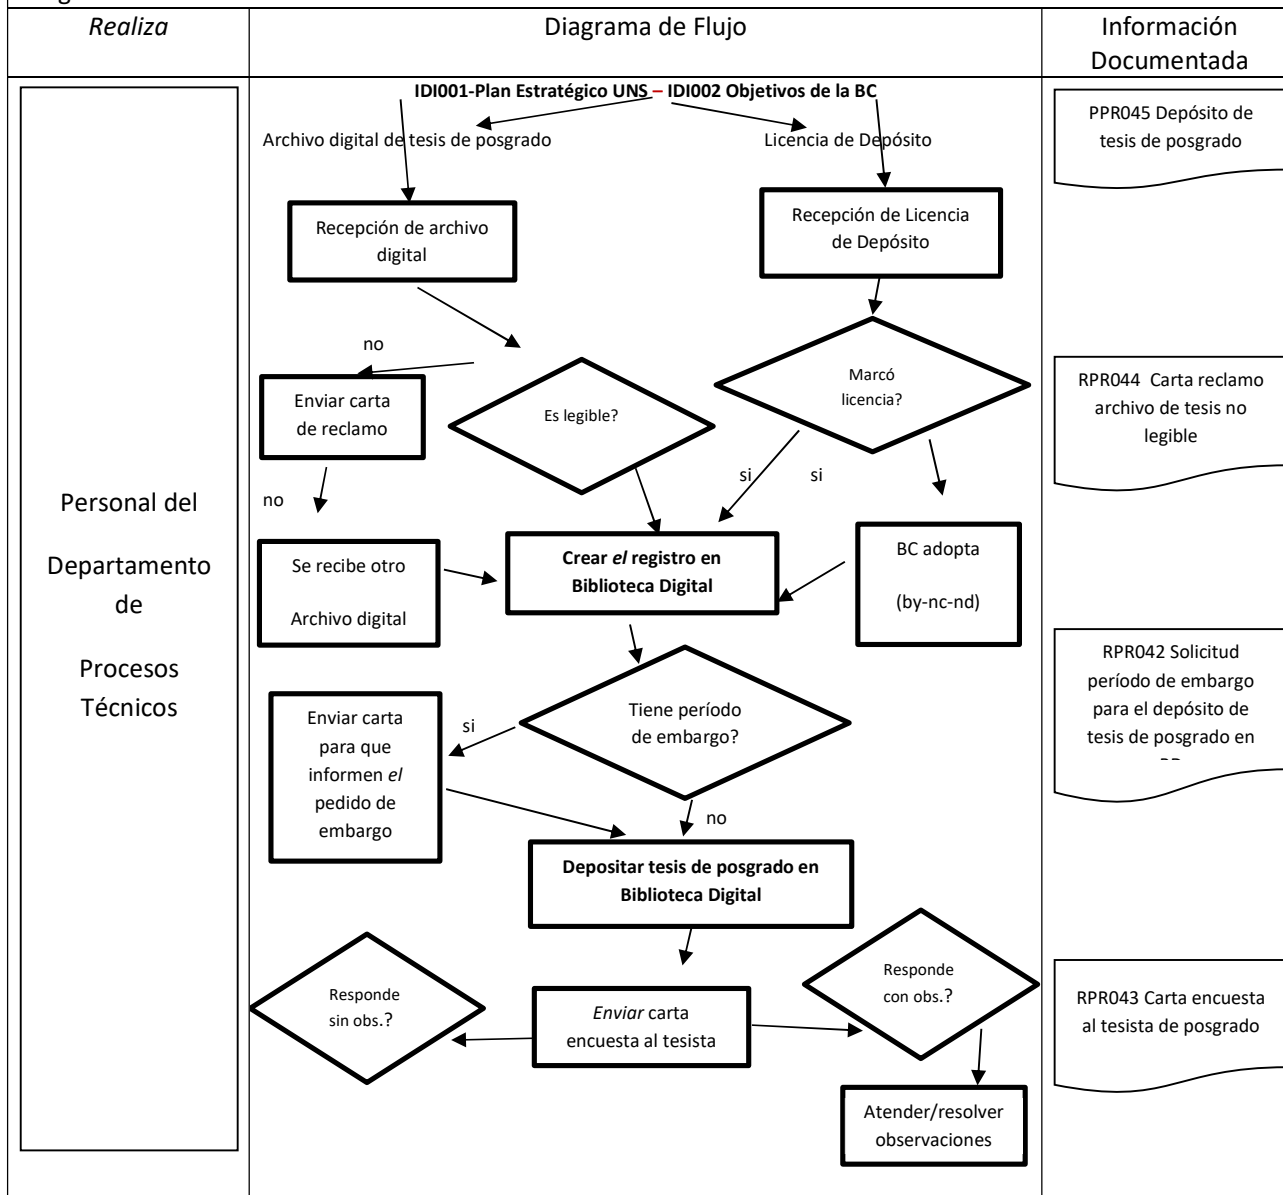 Realiza
Diagrama de Flujo
Información
Documentada
IDI001-Plan Estratégico UNS – IDI002 Objetivos de la BC
Archivo digital de tesis de posgrado
Licencia de Depósito
PPR045 Depósito de
tesis de posgrado
Recepción de archivo
digital
Recepción de Licencia
de Depósito
no
Enviar carta
de reclamo
Es legible?
Marcó
licencia?
RPR044 Carta reclamo
archivo de tesis no
legible
si
si
no
Personal del
Departamento
de
Procesos
Técnicos
Se recibe otro
Archivo digital
Crear el registro en
Biblioteca Digital
BC adopta
(by-nc-nd)
RPR042 Solicitud
período de embargo
para el depósito de
tesis de posgrado en
Enviar carta
para que
informen el
pedido de
embargo
si
Tiene período
de embargo?
no
Depositar tesis de posgrado en
Biblioteca Digital
Responde
sin obs.?
Enviar carta
encuesta al tesista
Responde
con obs.?
RPR043 Carta encuesta
al tesista de posgrado
Atender/resolver
observaciones